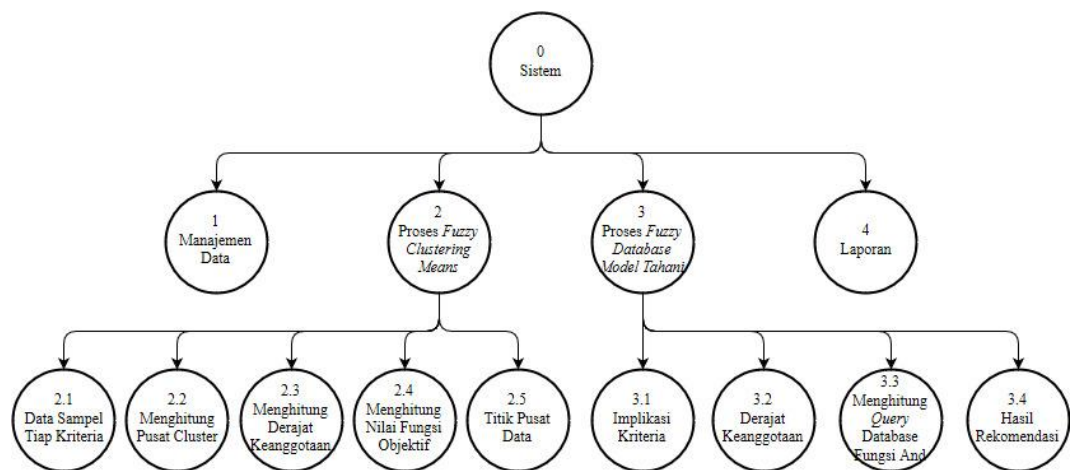 0
Sistem
1
Manajemen
Data
2
Proses Fuzzy
Clustering
Means
3
Proses Fuzzy
Database
Model Tahani
4
Laporan
2.1
Data Sampel
Tiap Kriteria
2.2
Menghitung
Pusat Cluster
2.3
Menghitung
Derajat
Keanggotaan
2.4
Menghitung
Nilai Fungsi
Objektif
2.5
Titik Pusat
Data
3.1
Implikasi
Kriteria
3.2
Derajat
Keanggotaan
3.3
Menghitung
Query
Database
Fungsi And
3.4
Hasil
Rekomendasi